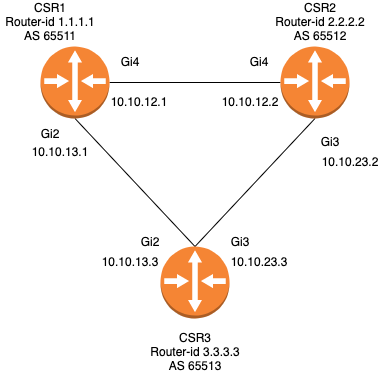 CSR1
Router-id 1.1.1.1
AS 65511
CSR2
Router-id 2.2.2.2
AS 65512
Gi4
Gi4
10.10.12.1
10.10.12.2
Gi2
10.10.13.1
Gi3
10.10.23.2
Gi2
10.10.13.3
Gi3
10.10.23.3
CSR3
Router-id 3.3.3.3
AS 65513